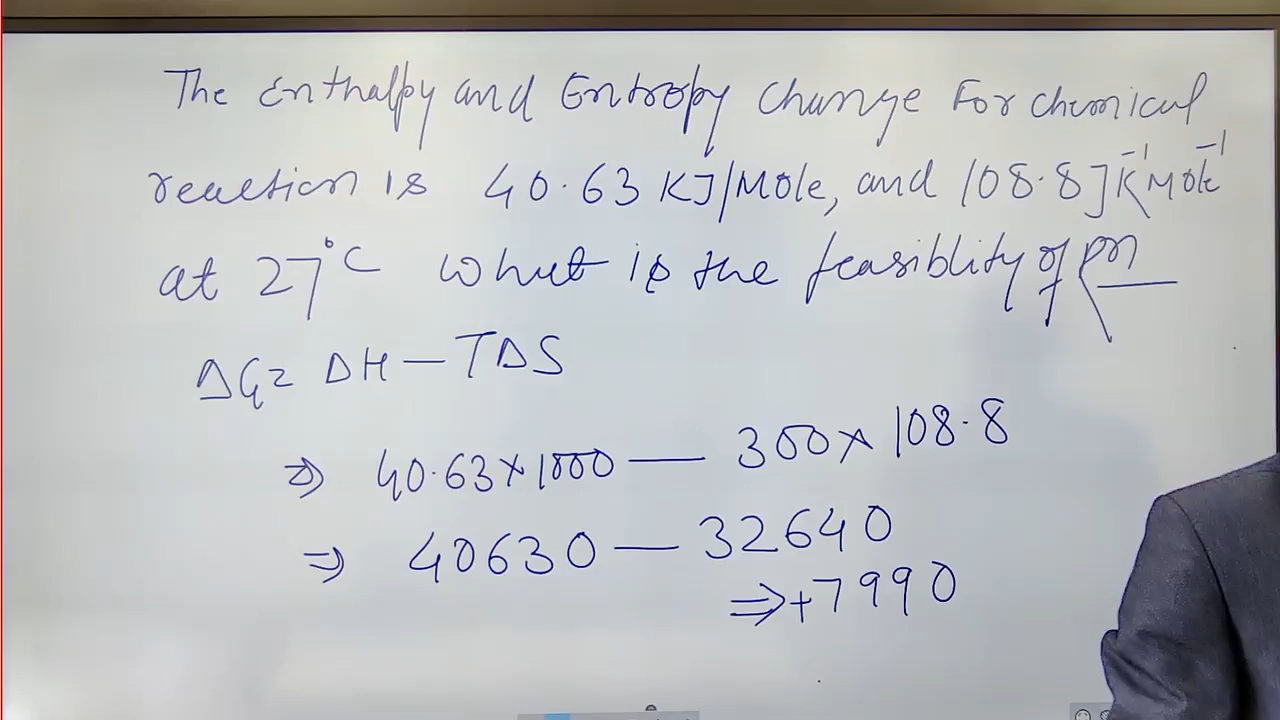 The Enthalpy and Entropy Change For chemical
reaction is 40.63 KJ/Mole, and 108.8 J K⁻¹ Mole⁻¹
at 27°C what is the feasiblity of rxn
ΔG = ΔH — TΔS
⇒ 40.63 × 1000 — 300 × 108.8
⇒ 40630 — 32640
⇒ +7990